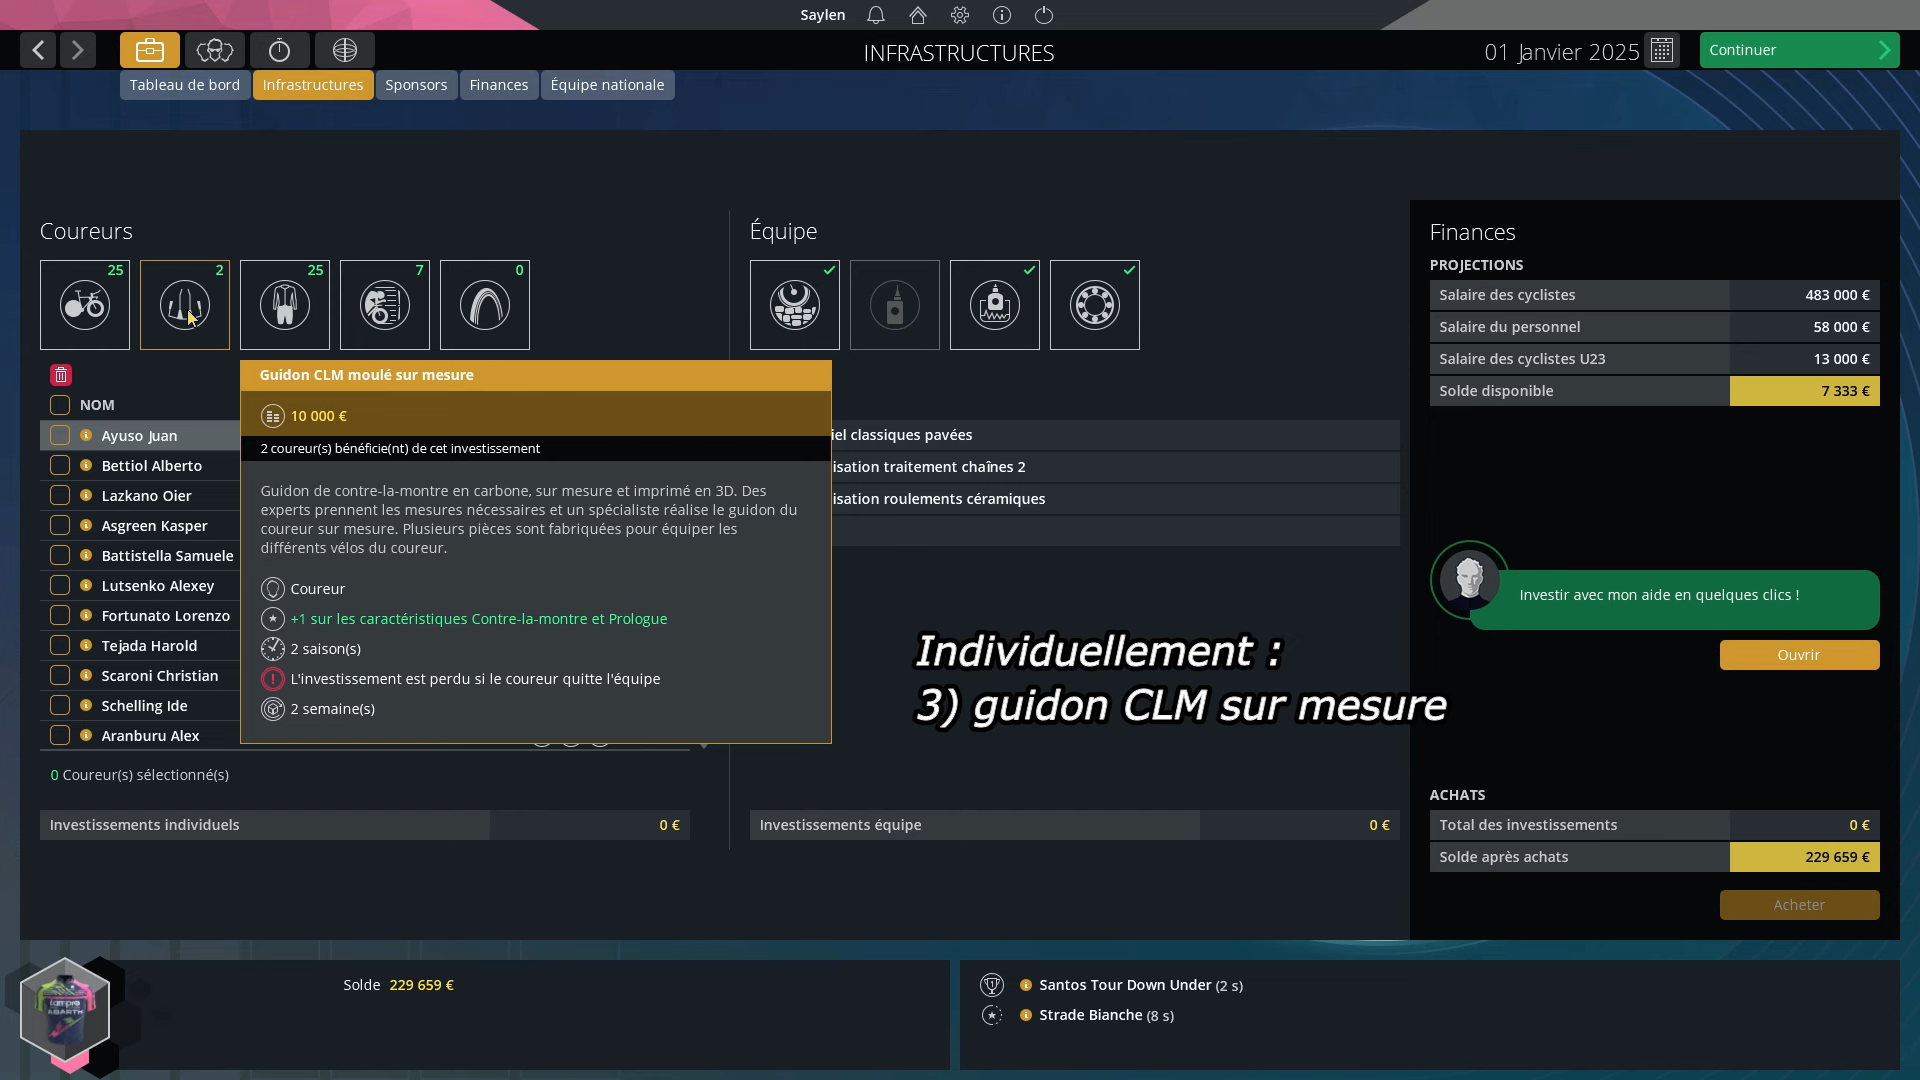 Saylen
INFRASTRUCTURES
01 Janvier 2025
Continuer
Tableau de bord
Infrastructures
Sponsors
Finances
Équipe nationale
Coureurs
25
2
25
7
0
NOM
Ayuso Juan
Bettiol Alberto
Lazkano Oier
Asgreen Kasper
Battistella Samuele
Lutsenko Alexey
Fortunato Lorenzo
Tejada Harold
Scaroni Christian
Schelling Ide
Aranburu Alex
0 Coureur(s) sélectionné(s)
Investissements individuels 0 €
Guidon CLM moulé sur mesure
10 000 €
2 coureur(s) bénéficie(nt) de cet investissement
Guidon de contre-la-montre en carbone, sur mesure et imprimé en 3D. Des
experts prennent les mesures nécessaires et un spécialiste réalise le guidon du
coureur sur mesure. Plusieurs pièces sont fabriquées pour équiper les
différents vélos du coureur.
Coureur
+1 sur les caractéristiques Contre-la-montre et Prologue
2 saison(s)
L'investissement est perdu si le coureur quitte l'équipe
2 semaine(s)
Équipe
iel classiques pavées
isation traitement chaînes 2
isation roulements céramiques
Individuellement :
3) guidon CLM sur mesure
Investissements équipe 0 €
Finances
PROJECTIONS
Salaire des cyclistes 483 000 €
Salaire du personnel 58 000 €
Salaire des cyclistes U23 13 000 €
Solde disponible 7 333 €
Investir avec mon aide en quelques clics !
Ouvrir
ACHATS
Total des investissements 0 €
Solde après achats 229 659 €
Acheter
Solde 229 659 €
Santos Tour Down Under (2 s)
Strade Bianche (8 s)
lampre
ABARTH